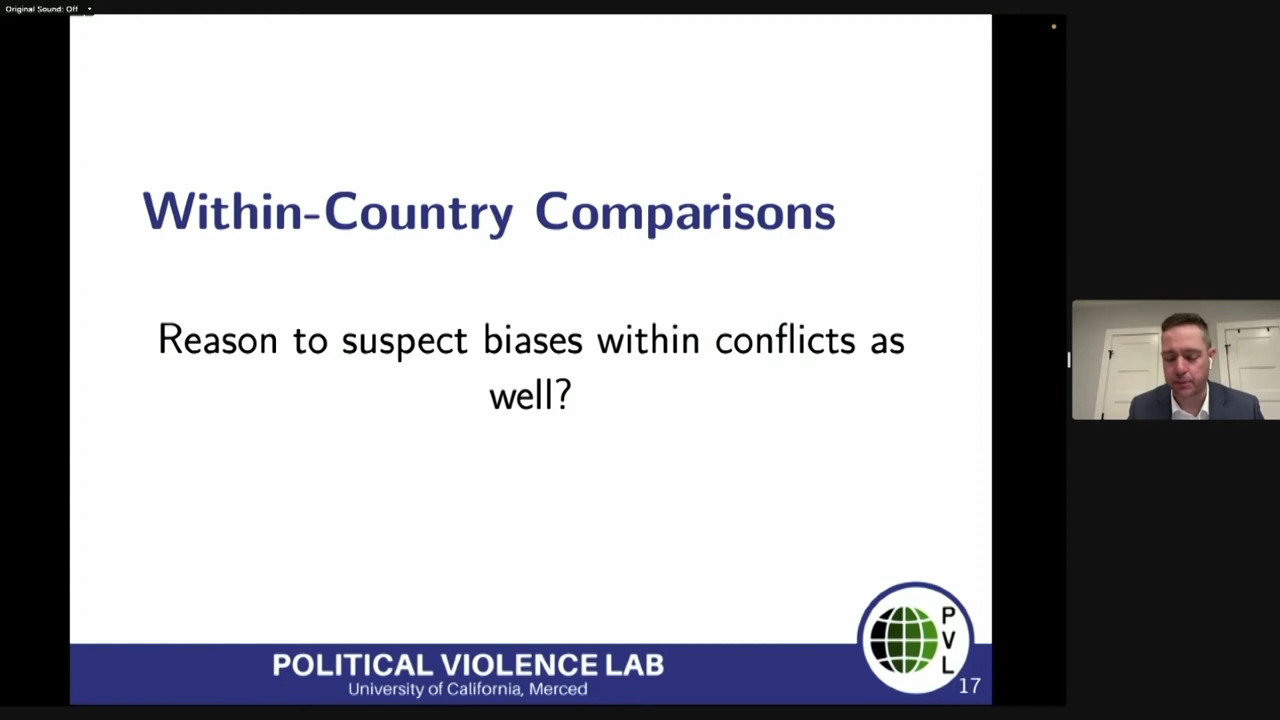 Original Sound: Off
Within-Country Comparisons
Reason to suspect biases within conflicts as
well?
P
V
L
POLITICAL VIOLENCE LAB
University of California, Merced
17